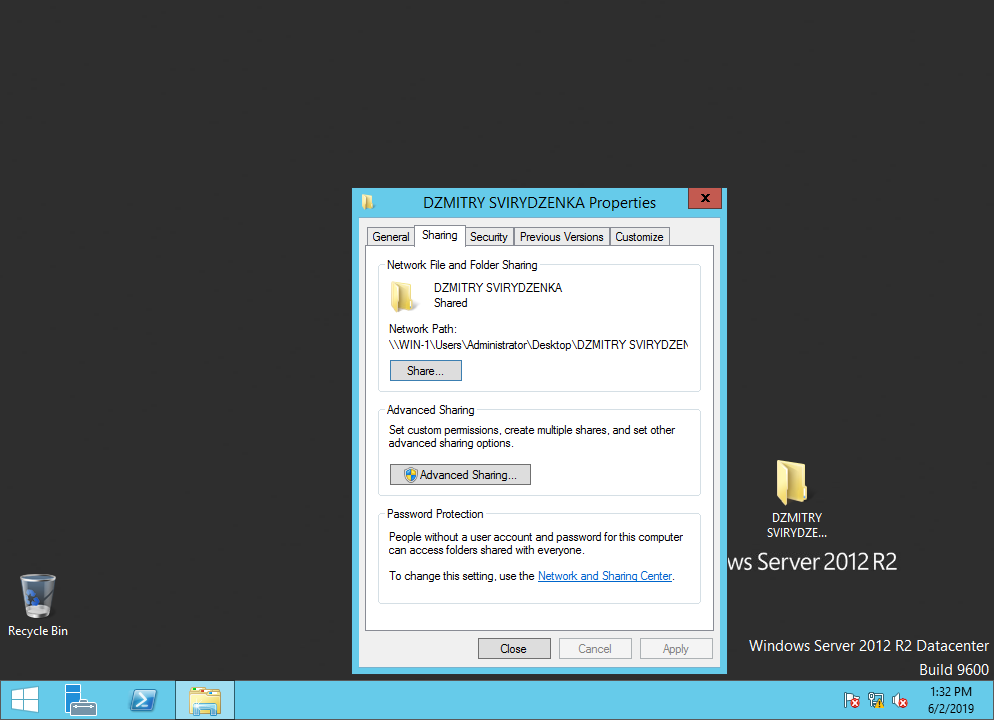 DZMITRY SVIRYDZENKA Properties
x
General
Sharing
Security
Previous Versions
Customize
Network File and Folder Sharing
DZMITRY SVIRYDZENKA
Shared
Network Path:
\\WIN-1\Users\Administrator\Desktop\DZMITRY SVIRYDZEN
Share...
Advanced Sharing
Set custom permissions, create multiple shares, and set other
advanced sharing options.
Advanced Sharing...
Password Protection
People without a user account and password for this computer
can access folders shared with everyone.
To change this setting, use the Network and Sharing Center.
Close
Cancel
Apply
DZMITRY
SVIRYDZE...
ws Server 2012 R2
Recycle Bin
Windows Server 2012 R2 Datacenter
Build 9600
1:32 PM
6/2/2019